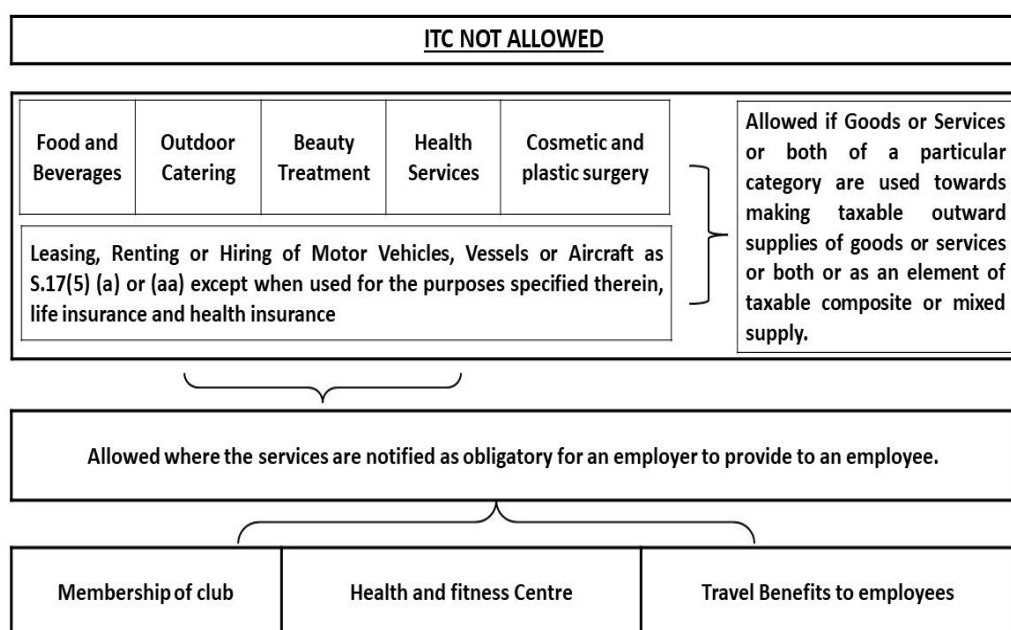 ITC NOT ALLOWED
Food and
Beverages
Outdoor
Catering
Beauty
Treatment
Health
Services
Cosmetic and
plastic surgery
Leasing, Renting or Hiring of Motor Vehicles, Vessels or Aircraft as
S.17(5) (a) or (aa) except when used for the purposes specified therein,
life insurance and health insurance
Allowed if Goods or Services
or both of a particular
category are used towards
making taxable outward
supplies of goods or services
or both or as an element of
taxable composite or mixed
supply.
Allowed where the services are notified as obligatory for an employer to provide to an employee.
Membership of club
Health and fitness Centre
Travel Benefits to employees